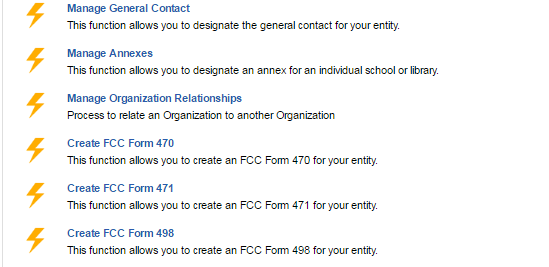 Manage General Contact
This function allows you to designate the general contact for your entity.
Manage Annexes
This function allows you to designate an annex for an individual school or library.
Manage Organization Relationships
Process to relate an Organization to another Organization
Create FCC Form 470
This function allows you to create an FCC Form 470 for your entity.
Create FCC Form 471
This function allows you to create an FCC Form 471 for your entity.
Create FCC Form 498
This function allows you to create an FCC Form 498 for your entity.